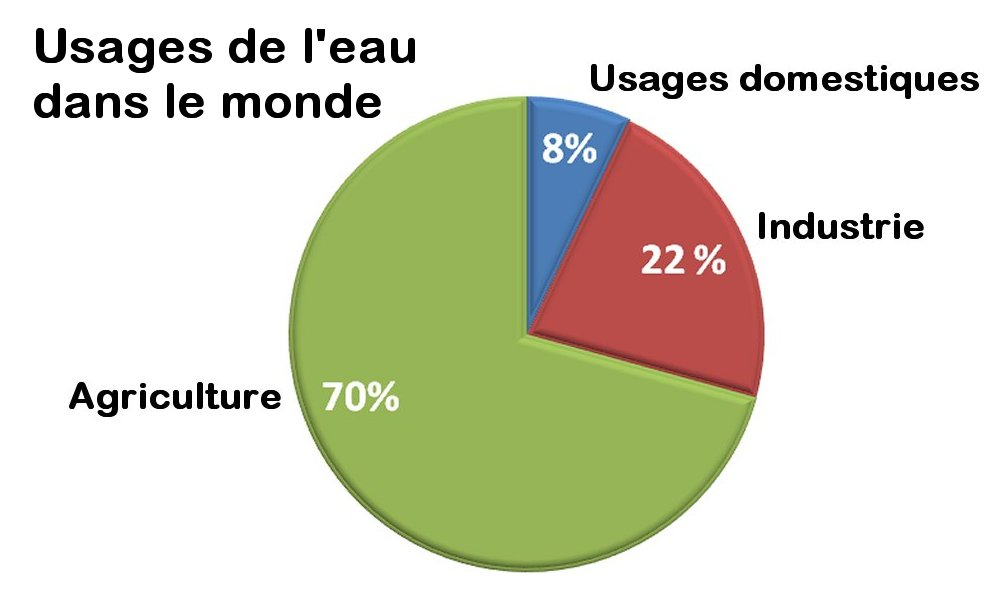 Usages de l'eau
dans le monde
Usages domestiques
8%
Industrie
22 %
Agriculture
70%